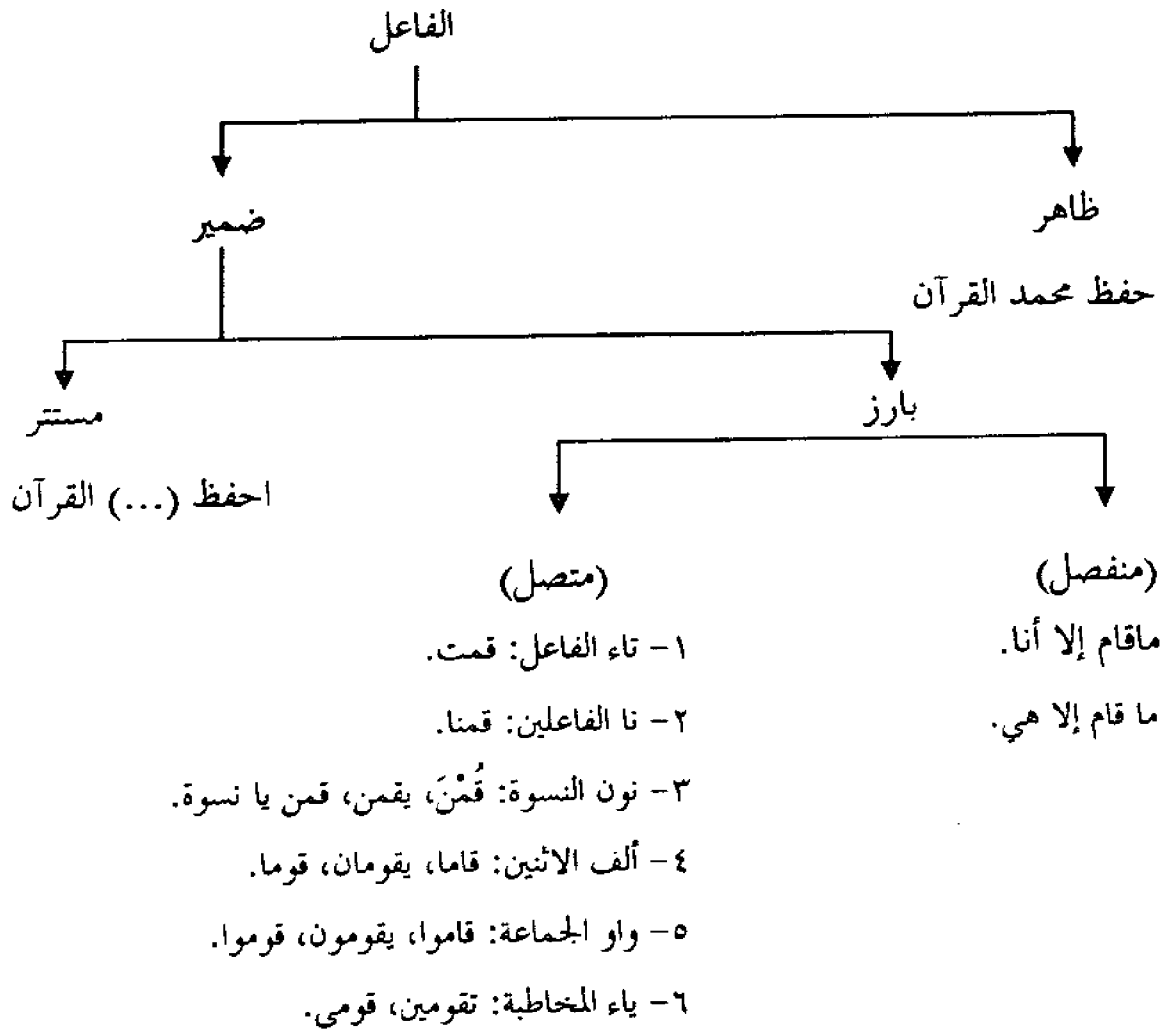 الفاعل
ظاهر
ضمير
حفظ محمد القرآن
بارز
مستتر
احفظ (...) القرآن
(منفصل)
(متصل)
ماقام إلا أنا.
١- تاء الفاعل: قمت.
ما قام إلا هي.
٢- نا الفاعلين: قمنا.
٣- نون النسوة: قُمْنَ، يقمن، قمن يا نسوة.
٤- ألف الاثنين: قاما، يقومان، قوما.
٥- واو الجماعة: قاموا، يقومون، قوموا.
٦- ياء المخاطبة: تقومين، قومي.